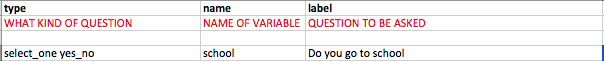 type name label
WHAT KIND OF QUESTION NAME OF VARIABLE QUESTION TO BE ASKED
select_one yes_no school Do you go to school